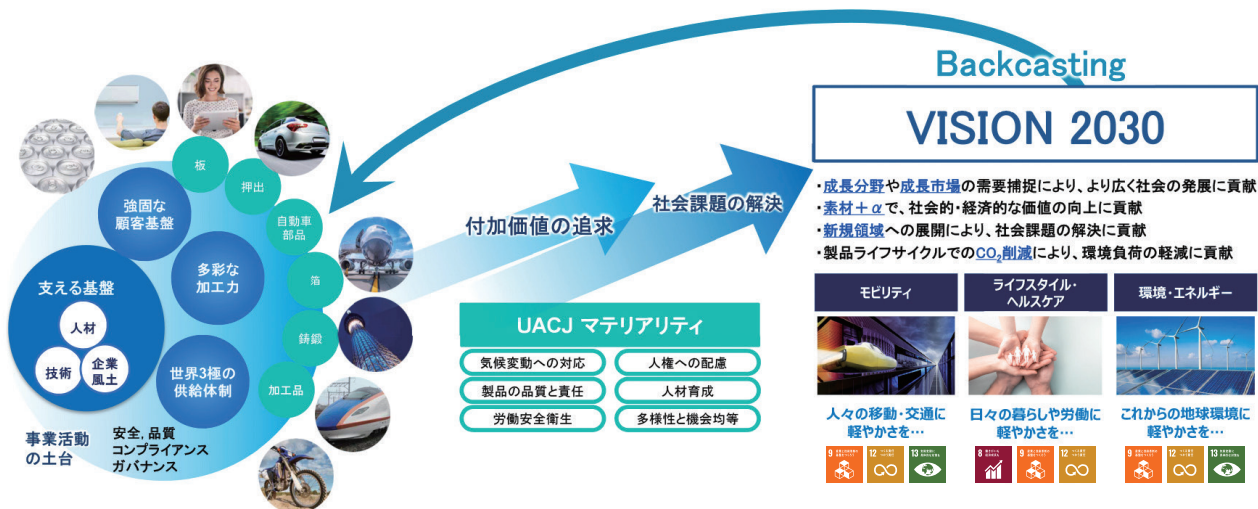 Backcasting
VISION 2030
・成長分野や成長市場の需要捕捉により、より広く社会の発展に貢献
・素材+αで、社会的・経済的な価値の向上に貢献
・新規領域への展開により、社会課題の解決に貢献
・製品ライフサイクルでのCO₂削減により、環境負荷の軽減に貢献
板
押出
自動車
部品
箔
鋳鍛
加工品
強固な
顧客基盤
多彩な
加工力
世界3極の
供給体制
支える基盤
人材
技術
企業
風土
事業活動
の土台
安全,品質
コンプライアンス
ガバナンス
付加価値の追求
社会課題の解決
UACJ マテリアリティ
気候変動への対応
人権への配慮
製品の品質と責任
人材育成
労働安全衛生
多様性と機会均等
モビリティ
ライフスタイル・
ヘルスケア
環境・エネルギー
人々の移動・交通に
軽やかさを…
日々の暮らしや労働に
軽やかさを…
これからの地球環境に
軽やかさを…
9
12
13
8
9
12
9
12
13